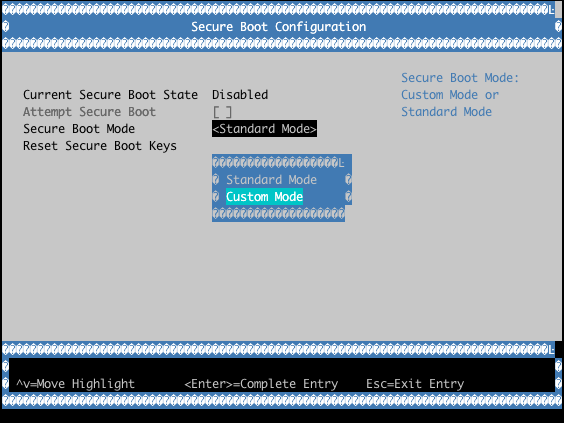 Secure Boot Configuration
Secure Boot Mode:
Current Secure Boot State Disabled
Custom Mode or
Attempt Secure Boot [ ]
Standard Mode
Secure Boot Mode <Standard Mode>
Reset Secure Boot Keys
Standard Mode
Custom Mode
^v=Move Highlight <Enter>=Complete Entry Esc=Exit Entry